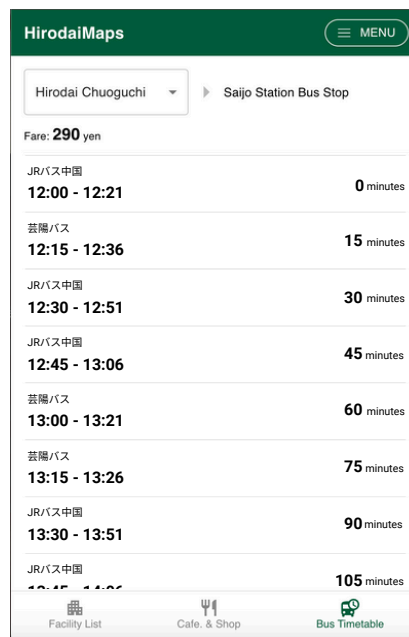 HirodaiMaps
MENU
Hirodai Chuoguchi
Saijo Station Bus Stop
Fare: 290 yen
JRバス中国
12:00 - 12:21
0 minutes
芸陽バス
12:15 - 12:36
15 minutes
JRバス中国
12:30 - 12:51
30 minutes
JRバス中国
12:45 - 13:06
45 minutes
芸陽バス
13:00 - 13:21
60 minutes
芸陽バス
13:15 - 13:26
75 minutes
JRバス中国
13:30 - 13:51
90 minutes
JRバス中国
105 minutes
Facility List
Cafe. & Shop
Bus Timetable